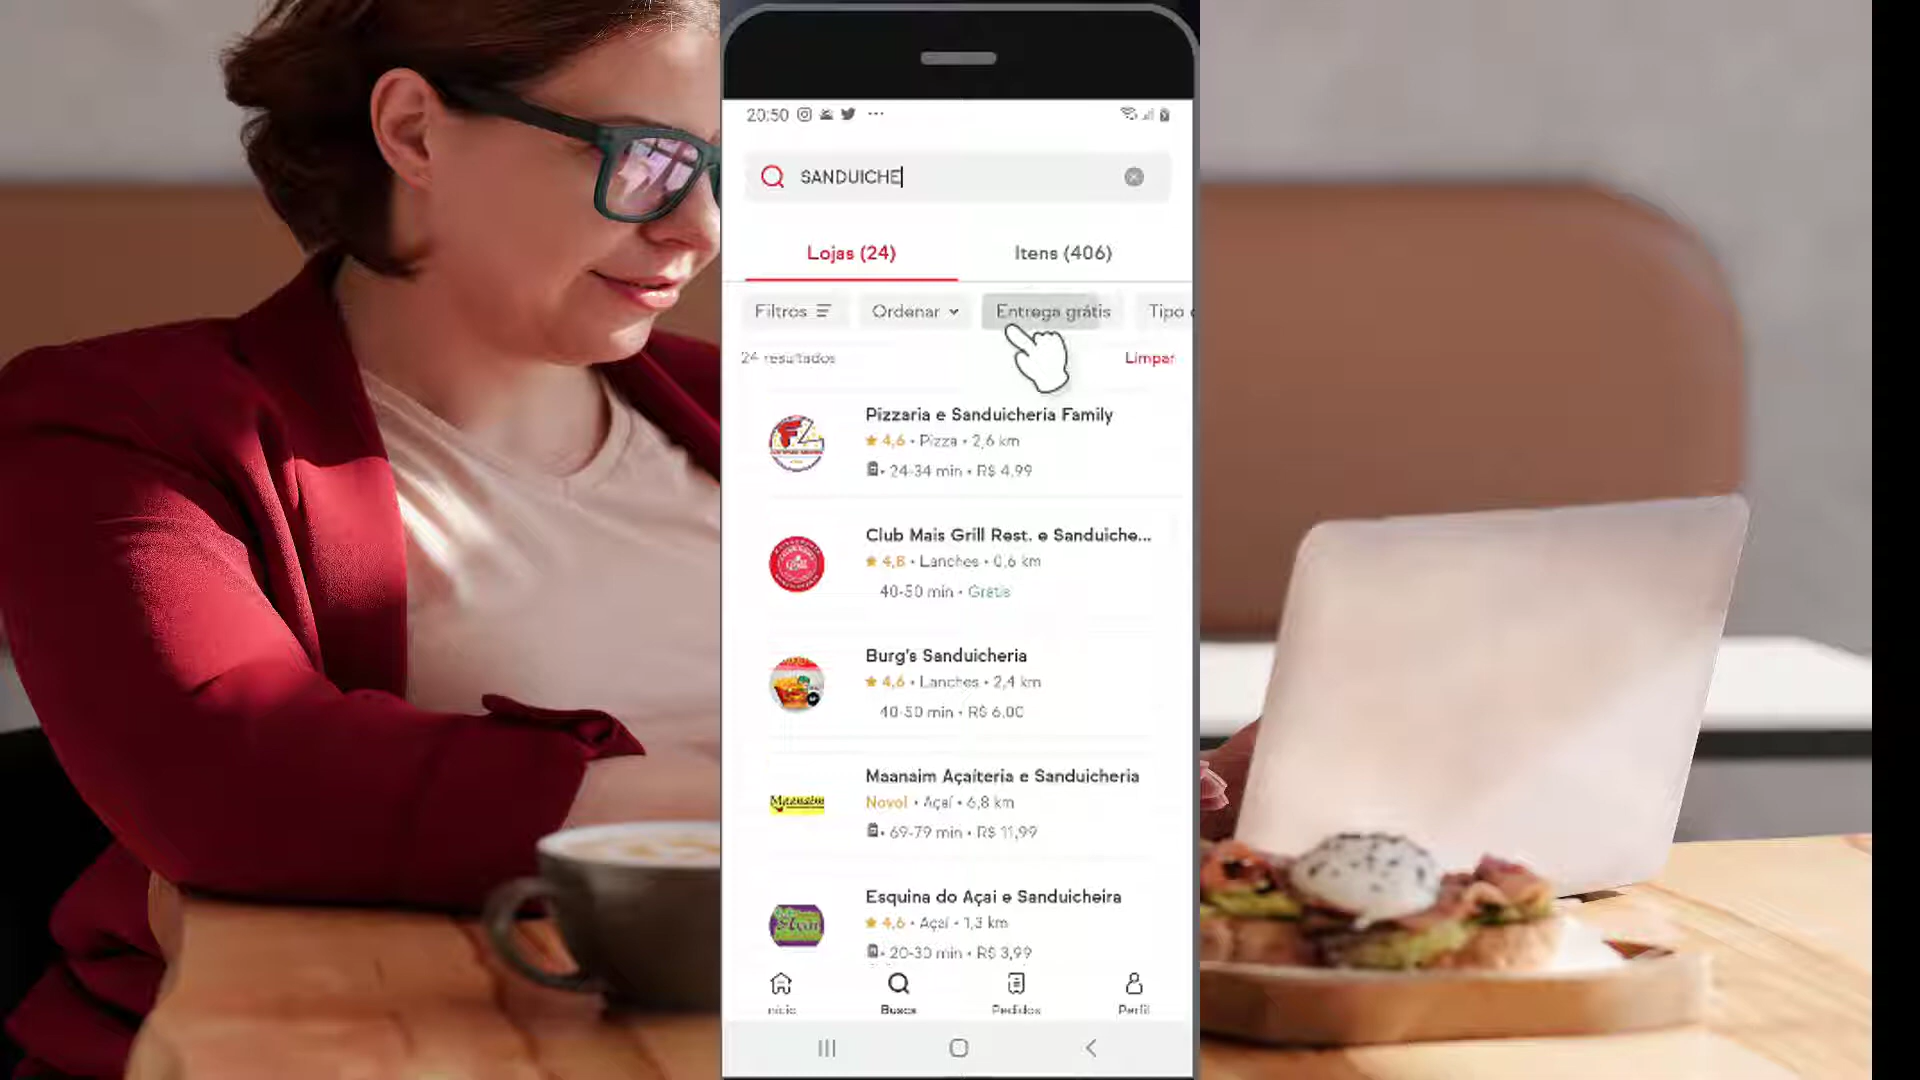 20:50
SANDUICHE
Lojas (24) Itens (406)
Filtros Ordenar Entrega grátis Tipo
24 resultados Limpar
Pizzaria e Sanduicheria Family
4,6 • Pizza • 2,6 km
• 24-34 min • R$ 4,99
Club Mais Grill Rest. e Sanduiche...
4,8 • Lanches • 0,6 km
40-50 min • Grátis
Burg's Sanduicheria
4,6 • Lanches • 2,4 km
40-50 min • R$ 6,00
Maanaim Açaíteria e Sanduicheria
Maanaim
Novo! • Açaí • 6,8 km
• 69-79 min • R$ 11,99
Esquina do Açai e Sanduicheira
4,6 • Açaí • 1,3 km
• 20-30 min • R$ 3,99
Início Busca Pedidos Perfil